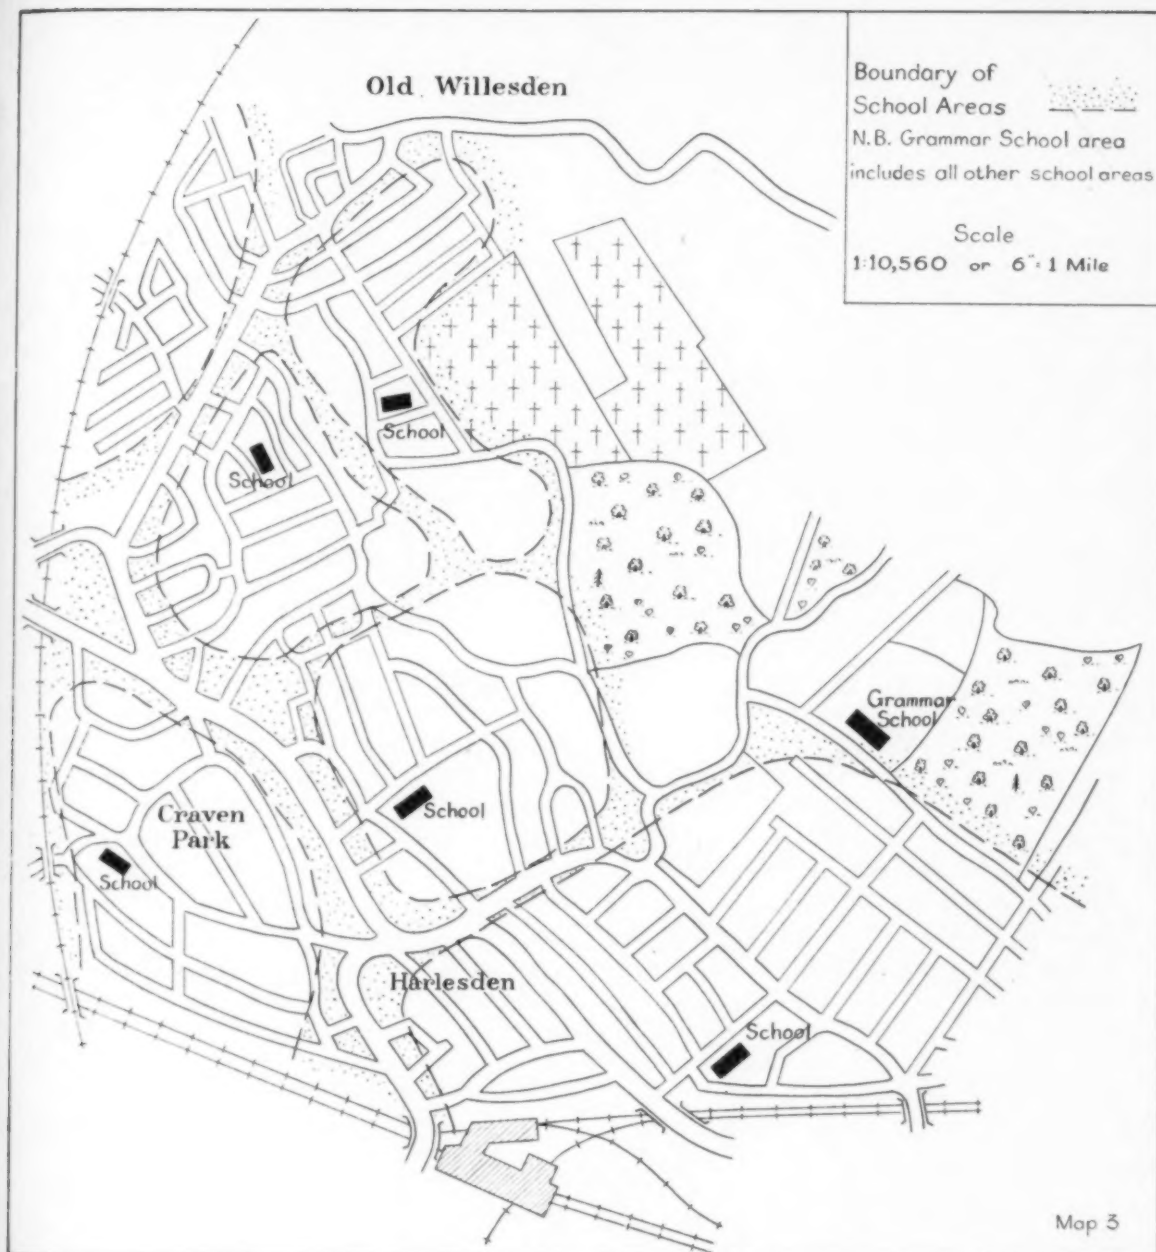 Old Willesden
Boundary of
School Areas
N.B. Grammar School area
includes all other school areas
Scale
1:10,560 or 6" = 1 Mile
School
School
Grammar
School
School
Craven
Park
School
Harlesden
School
Map 3